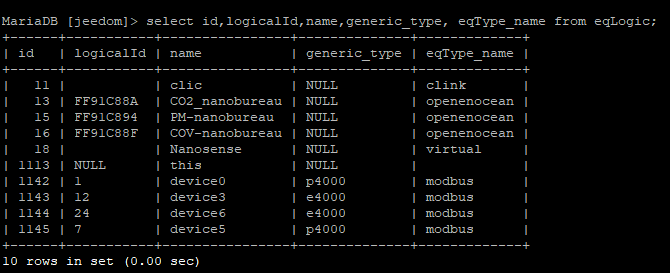 MariaDB [jeedom]> select id,logicalId,name,generic_type, eqType_name from eqLogic;
+------+-----------+----------------+--------------+-------------+
| id   | logicalId | name           | generic_type | eqType_name |
+------+-----------+----------------+--------------+-------------+
|   11 |           | clic           | NULL         | clink       |
|   13 | FF91C88A  | CO2_nanobureau | NULL         | openenocean |
|   15 | FF91C894  | PM-nanobureau  | NULL         | openenocean |
|   16 | FF91C88F  | COV-nanobureau | NULL         | openenocean |
|   18 |           | Nanosense      | NULL         | virtual     |
| 1113 | NULL      | this           | NULL         |             |
| 1142 | 1         | device0        | p4000        | modbus      |
| 1143 | 12        | device3        | e4000        | modbus      |
| 1144 | 24        | device6        | e4000        | modbus      |
| 1145 | 7         | device5        | p4000        | modbus      |
+------+-----------+----------------+--------------+-------------+
10 rows in set (0.00 sec)